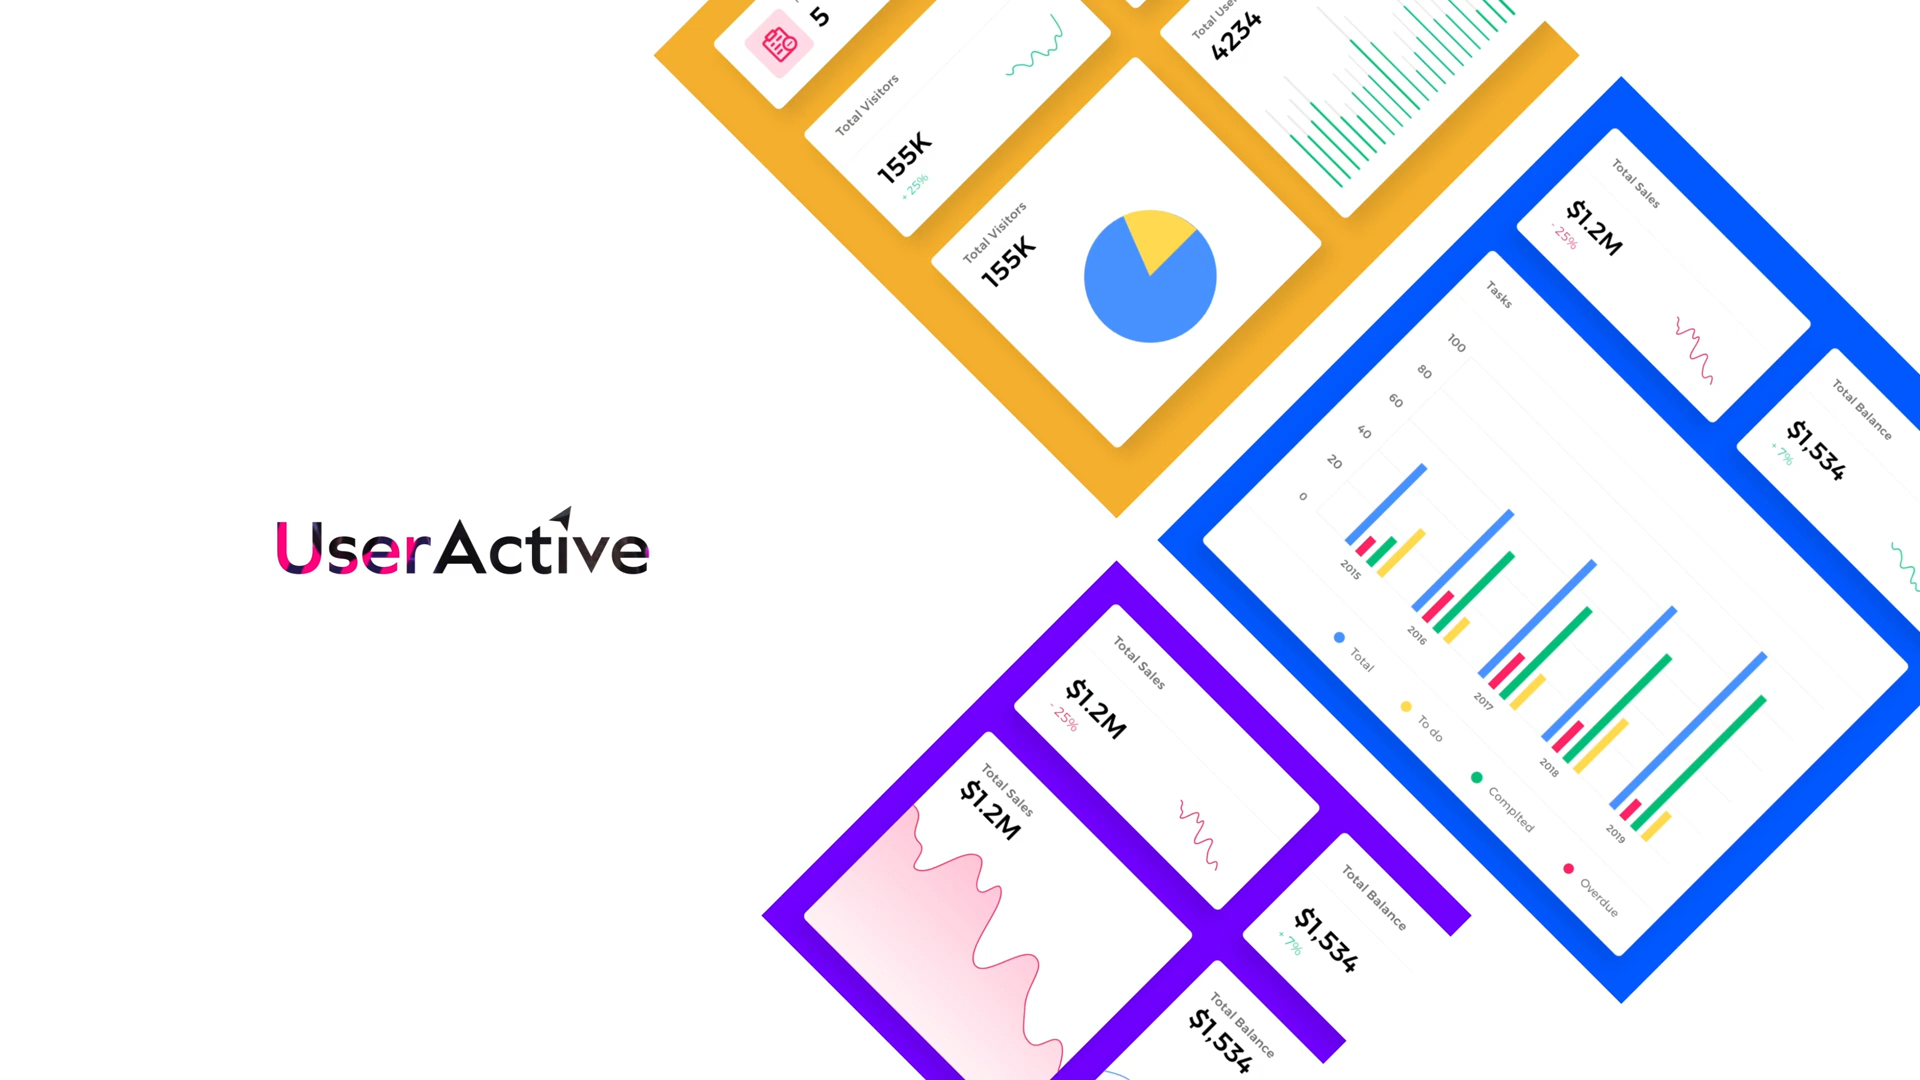 UserActive
5
Total Visitors
155K
+ 25%
Total Visitors
155K
4234
Total Sales
$1.2M
- 25%
Total Balance
$1,534
+ 7%
Tasks
100
80
60
40
20
0
2015
2016
2017
2018
2019
Total
To do
Complted
Overdue
Total Sales
$1.2M
- 25%
Total Sales
$1.2M
Total Balance
$1,534
+ 7%
Total Balance
$1,534